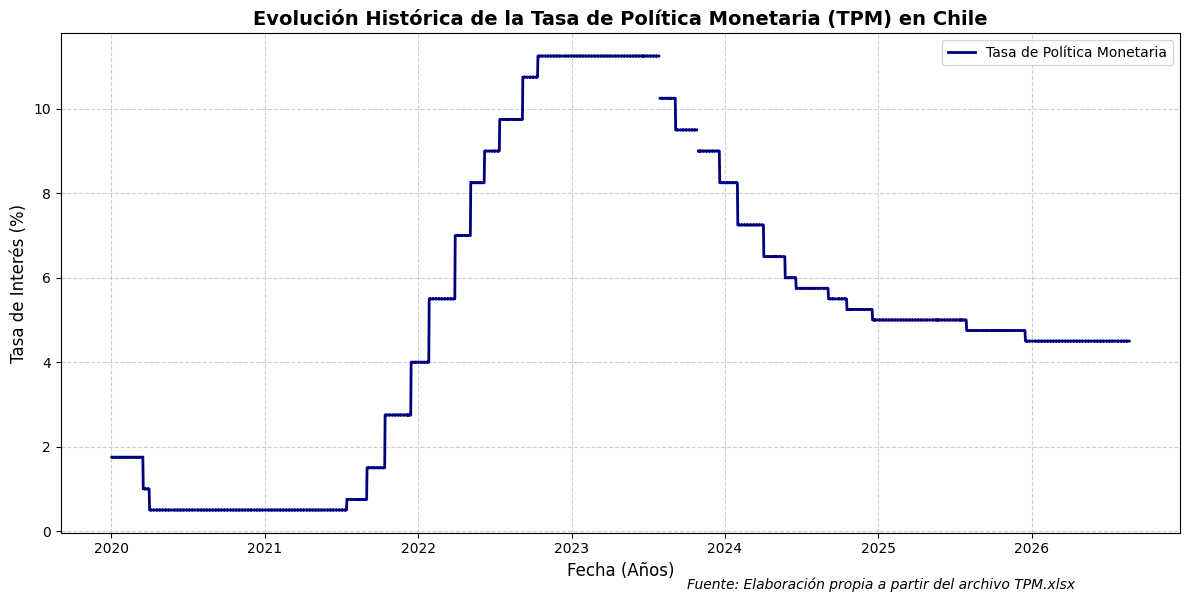 Evolución Histórica de la Tasa de Política Monetaria (TPM) en Chile
Tasa de Política Monetaria
Tasa de Interés (%)
10
8
6
4
2
0
2020 2021 2022 2023 2024 2025 2026
Fecha (Años)
Fuente: Elaboración propia a partir del archivo TPM.xlsx